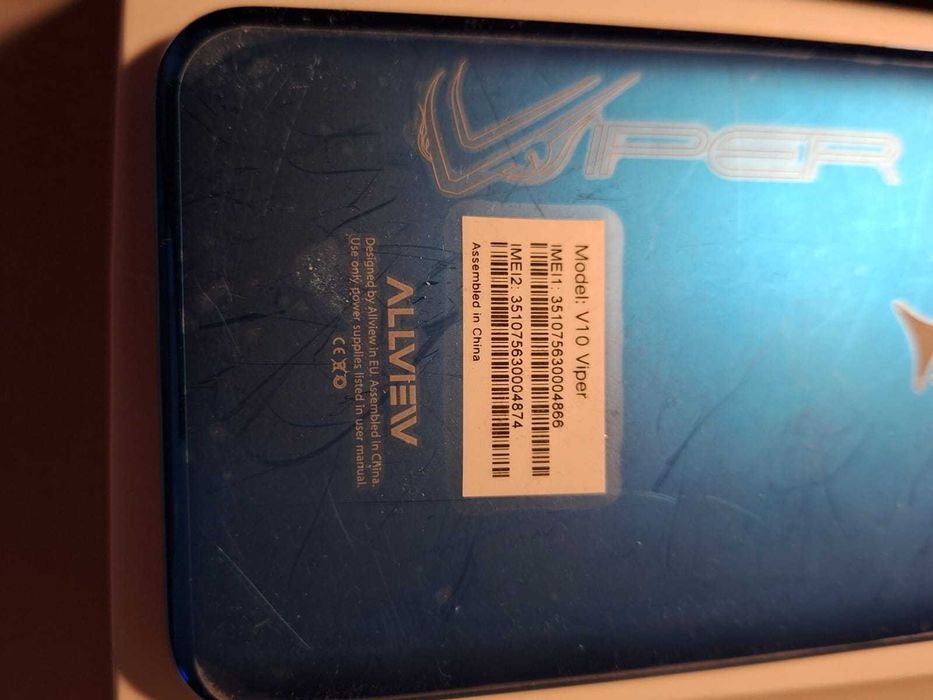 VIPER
Model: V10 Viper
IMEI1: 351075630004866
IMEI2: 351075630004874
Assembled in China
ALLVIEW
Designed by Allview in EU. Assembled in China.
Use only power supplies listed in user manual.
CE